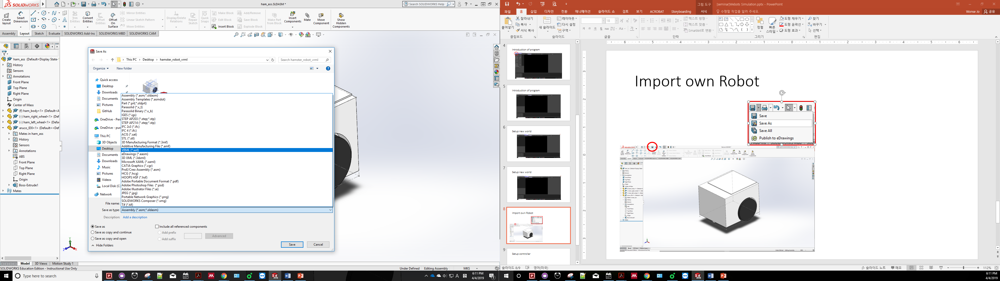 SOLIDWORKS
ham_ass.SLDASM *
Search SOLIDWORKS Help
Create Layout
Smart Dimension
Trim Entities
Convert Entities
Offset Entities
Offset On Surface
Mirror Entities
Linear Sketch Pattern
Move Entities
Display/Delete Relations
Repair Sketch
Quick Snaps
Make Block
Edit Block
Insert Block
Add/Remove
Save Block
Explode Block
Make Part from Block
Insert Components
Mate
Move Component
Show Hidden Components
Assembly
Layout
Sketch
Evaluate
SOLIDWORKS Add-Ins
SOLIDWORKS MBD
SOLIDWORKS CAM
ham_ass (Default<Display State-
History
Sensors
Annotations
Front Plane
Top Plane
Right Plane
Origin
Center of Mass
(f) ham_body<1> (Default<A
(-) ham_right_wheel<1> (Def
(-) ham_left_wheel<1> (Defau
aruco_ID0<1> (Default<<Def
Mates in ham_ass
History
Sensors
Annotations
ABS
Front Plane
Top Plane
Right Plane
Origin
Boss-Extrude1
Mates
Save As
This PC > Desktop > hamster_robot_vrml
Search hamster_robot_vrml
Organize
New folder
Quick access
Desktop
Downloads
Documents
Pictures
GitHub
OneDrive - Pers
OneDrive - pur
This PC
3D Objects
Desktop
Documents
Downloads
Music
Pictures
Videos
Local Disk (C:
Network
Assembly (*.asm;*.sldasm)
Assembly Templates (*.asmdot)
Part (*.prt;*.sldprt)
Parasolid (*.x_t)
Parasolid Binary (*.x_b)
IGES (*.igs)
STEP AP203 (*.step;*.stp)
STEP AP214 (*.step;*.stp)
IFC 2x3 (*.ifc)
IFC 4 (*.ifc)
ACIS (*.sat)
STL (*.stl)
3D Manufacturing Format (*.3mf)
Additive Manufacturing File (*.amf)
VRML (*.wrl)
eDrawings (*.easm)
3D XML (*.3dxml)
Microsoft XAML (*.xaml)
CATIA Graphics (*.cgr)
ProE/Creo Assembly (*.asm)
HCG (*.hcg)
HOOPS HSF (*.hsf)
Adobe Portable Document Format (*.pdf)
Adobe Photoshop Files (*.psd)
Adobe Illustrator Files (*.ai)
JPEG (*.jpg)
Portable Network Graphics (*.png)
SOLIDWORKS Composer (*.smg)
Tif (*.tif)
File name:
Save as type: Assembly (*.asm;*.sldasm)
Description: Add a description
Save as
Save as copy and continue
Save as copy and open
Include all referenced components
Add prefix
Add suffix
Advanced
Hide Folders
Save
Cancel
Model
3D Views
Motion Study 1
SOLIDWORKS Education Edition - Instructional Use Only
Under Defined
Editing Assembly
MKS
Type here to search
6:11 PM
4/4/2019
그림 도구
[seminar]Webots Simulation.pptx - PowerPoint
파일
홈
삽입
디자인
전환
애니메이션
슬라이드 쇼
검토
보기
ACROBAT
Storyboarding
서식
수행할 작업을 알려 주세요.
Wonse Jo
공유
붙여넣기
잘라내기
복사
서식 복사
클립보드
새 슬라이드
레이아웃
다시 설정
구역
슬라이드
18
글꼴
텍스트 방향
텍스트 맞춤
SmartArt로 변환
단락
정렬
빠른 스타일
도형 채우기
도형 윤곽선
도형 효과
그리기
찾기
바꾸기
선택
편집
4
Introduction of program
5
Introduction of program
6
Setup new world
7
Setup new world
8
Import own Robot
9
Setup controller
Import own Robot
Save
Save As
Save All
Publish to eDrawings
슬라이드 8/9
영어(미국)
슬라이드 노트
메모
112%
6:11 PM
4/4/2019